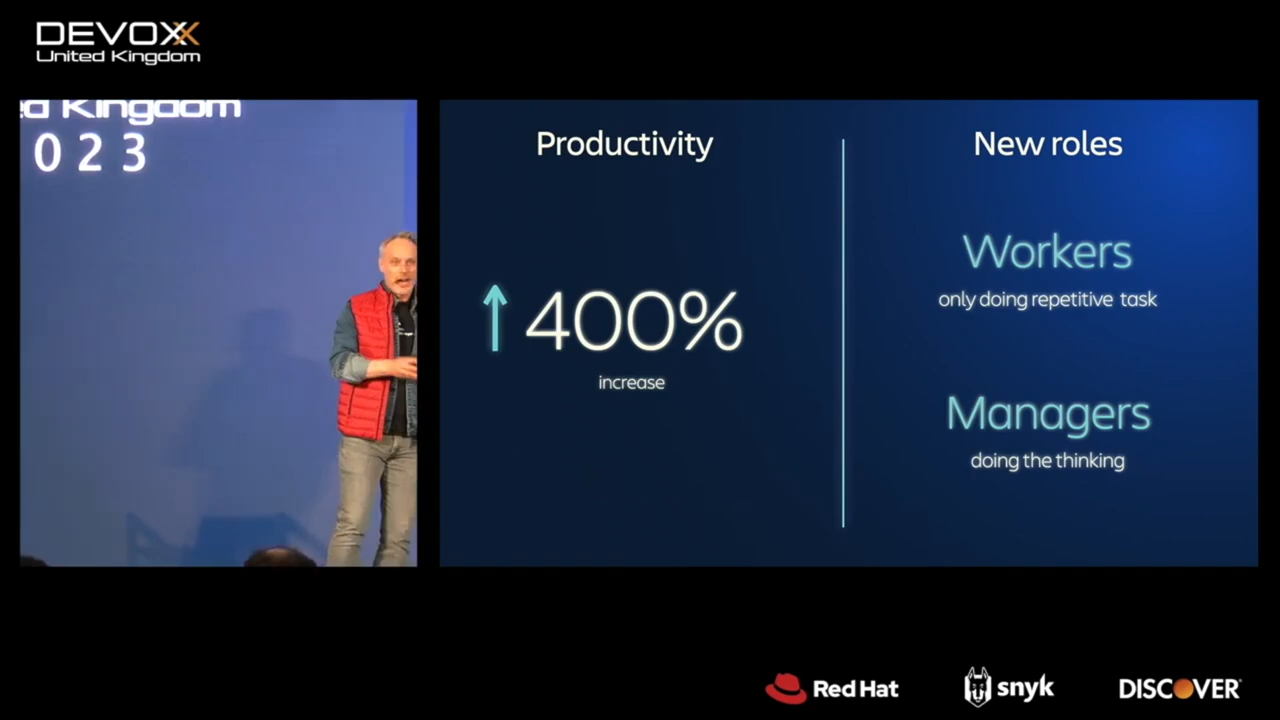 DEVOXX
United Kingdom
ed Kingdom
023
Productivity
400%
increase
New roles
Workers
only doing repetitive task
Managers
doing the thinking
Red Hat
snyk
DISCOVER